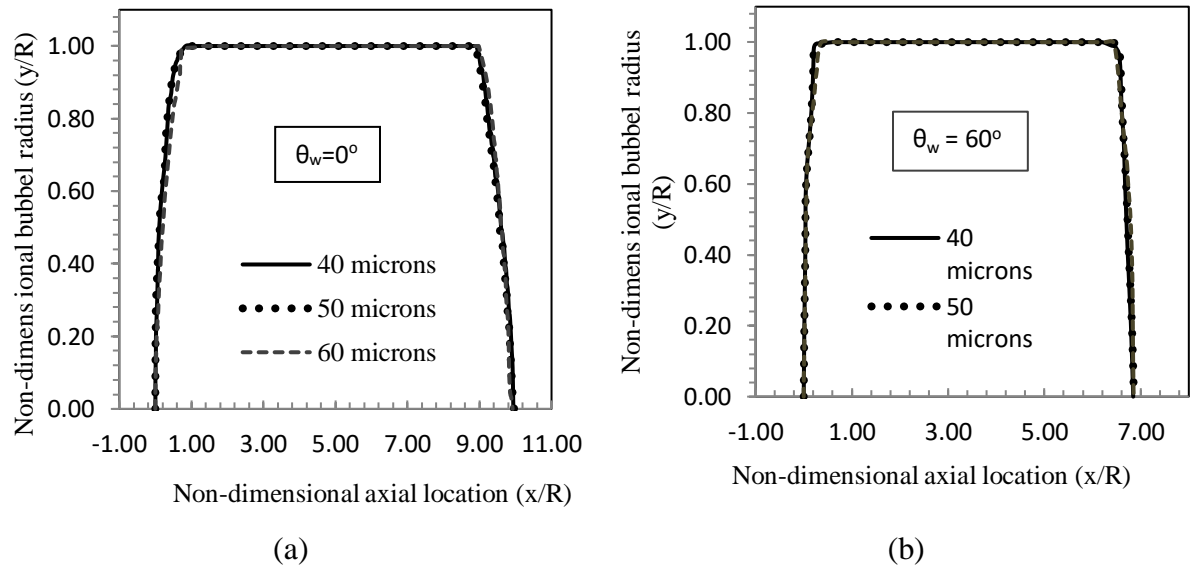 Non-dimens ional bubbel radius (y/R)
1.00
0.80
0.60
0.40
0.20
0.00
θw=0º
40 microns
50 microns
60 microns
-1.00 1.00 3.00 5.00 7.00 9.00 11.00
Non-dimensional axial location (x/R)
(a)
Non-dimens ional bubbel radius
(y/R)
1.00
0.80
0.60
0.40
0.20
0.00
θw = 60º
40
microns
50
microns
-1.00 1.00 3.00 5.00 7.00
Non-dimensional axial location (x/R)
(b)